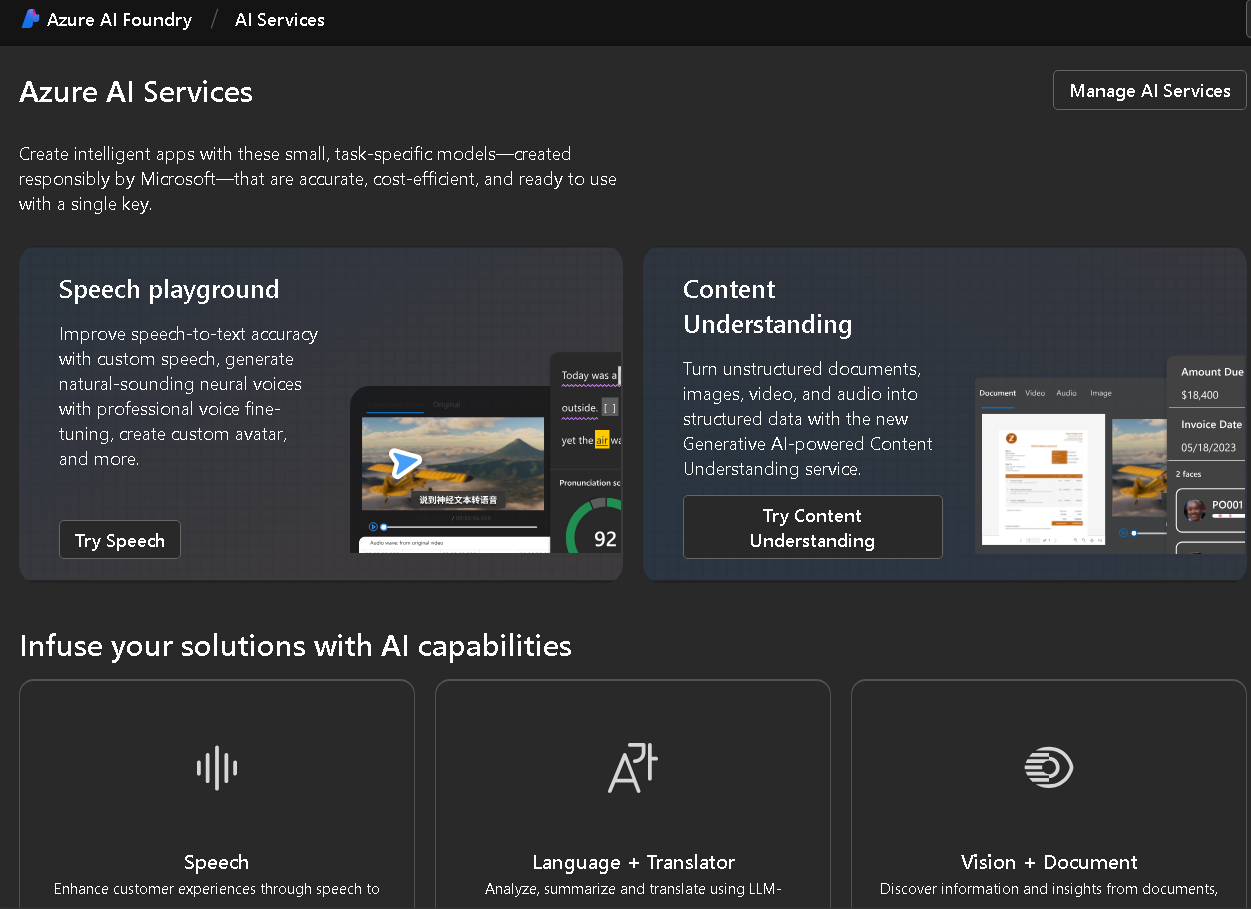 Azure AI Foundry / AI Services
Azure AI Services
Manage AI Services
Create intelligent apps with these small, task-specific models—created
responsibly by Microsoft—that are accurate, cost-efficient, and ready to use
with a single key.
Speech playground
Improve speech-to-text accuracy
with custom speech, generate
natural-sounding neural voices
with professional voice fine-
tuning, create custom avatar,
and more.
Try Speech
Original
说到神经文本转语音
Audio wave: from original video
Today was a
outside. [ ]
yet the air wa
Pronunciation sc
92
Content
Understanding
Turn unstructured documents,
images, video, and audio into
structured data with the new
Generative AI-powered Content
Understanding service.
Try Content
Understanding
Document Video Audio Image
Amount Due
$18,400
Invoice Date
05/18/2023
2 faces
PO001
Infuse your solutions with AI capabilities
Speech
Enhance customer experiences through speech to
Language + Translator
Analyze, summarize and translate using LLM-
Vision + Document
Discover information and insights from documents,